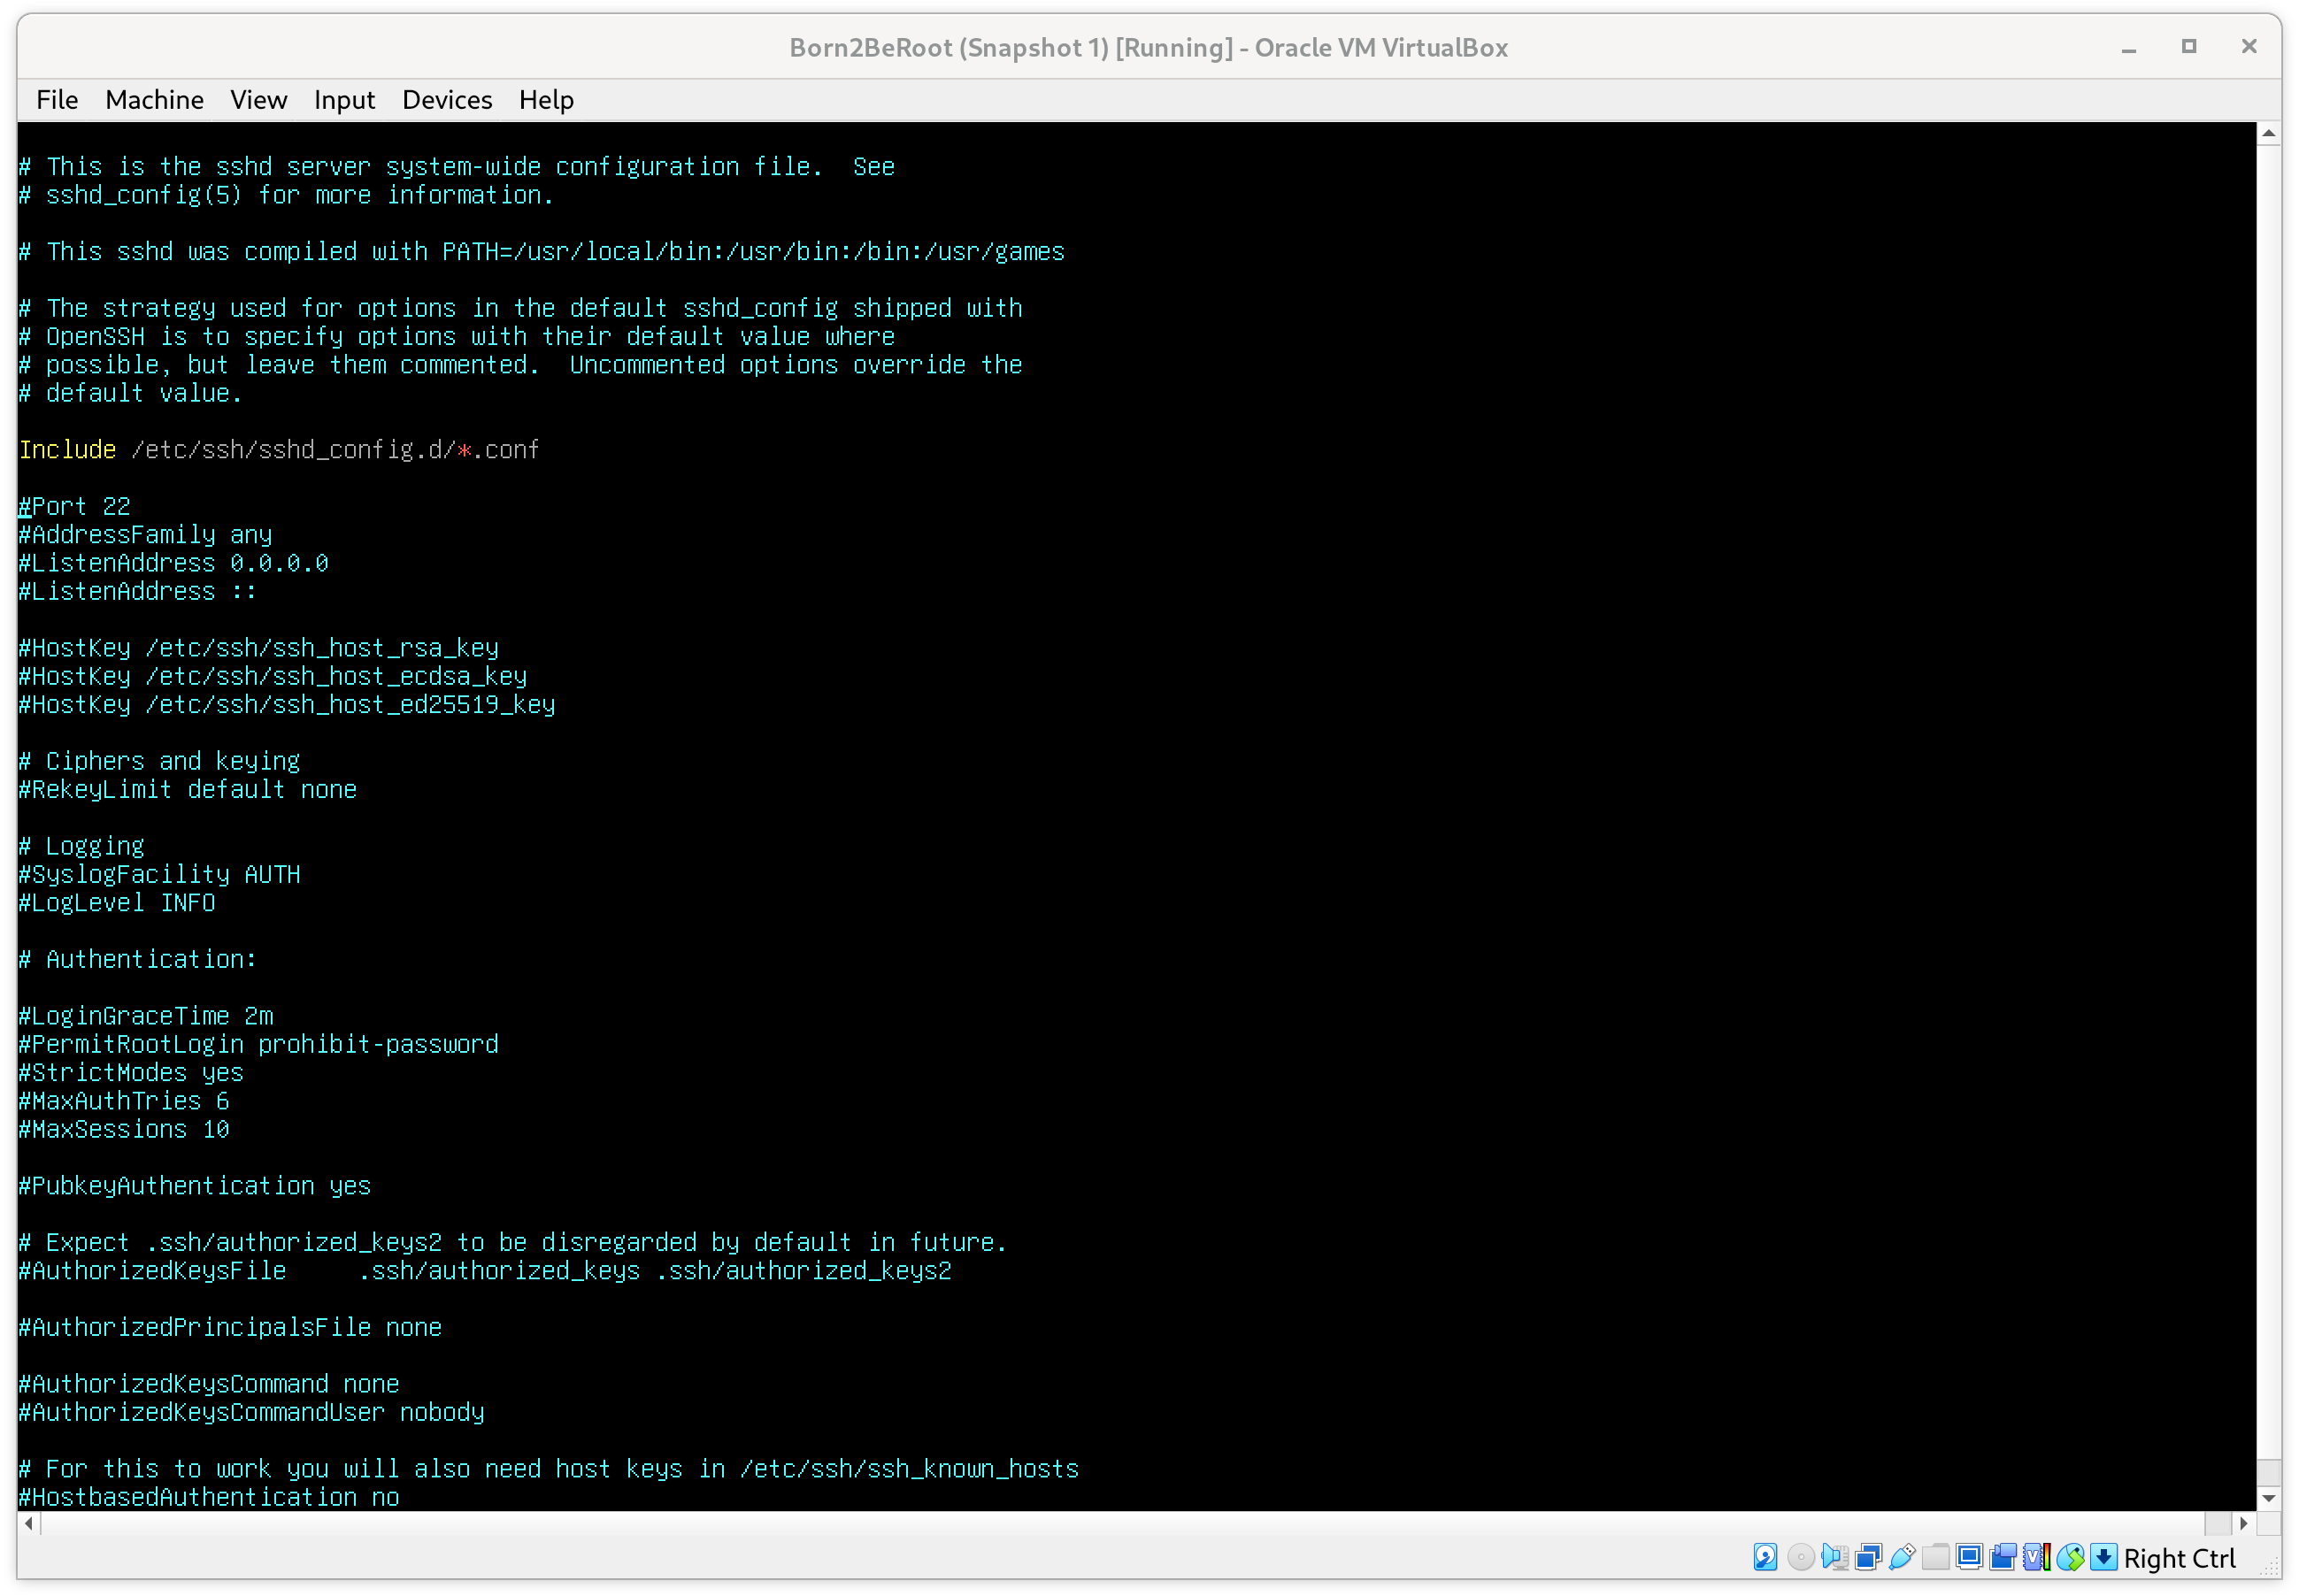 Born2BeRoot (Snapshot 1) [Running] - Oracle VM VirtualBox
File Machine View Input Devices Help
# This is the sshd server system-wide configuration file.  See
# sshd_config(5) for more information.
# This sshd was compiled with PATH=/usr/local/bin:/usr/bin:/bin:/usr/games
# The strategy used for options in the default sshd_config shipped with
# OpenSSH is to specify options with their default value where
# possible, but leave them commented.  Uncommented options override the
# default value.
Include /etc/ssh/sshd_config.d/*.conf
#Port 22
#AddressFamily any
#ListenAddress 0.0.0.0
#ListenAddress ::
#HostKey /etc/ssh/ssh_host_rsa_key
#HostKey /etc/ssh/ssh_host_ecdsa_key
#HostKey /etc/ssh/ssh_host_ed25519_key
# Ciphers and keying
#RekeyLimit default none
# Logging
#SyslogFacility AUTH
#LogLevel INFO
# Authentication:
#LoginGraceTime 2m
#PermitRootLogin prohibit-password
#StrictModes yes
#MaxAuthTries 6
#MaxSessions 10
#PubkeyAuthentication yes
# Expect .ssh/authorized_keys2 to be disregarded by default in future.
#AuthorizedKeysFile     .ssh/authorized_keys .ssh/authorized_keys2
#AuthorizedPrincipalsFile none
#AuthorizedKeysCommand none
#AuthorizedKeysCommandUser nobody
# For this to work you will also need host keys in /etc/ssh/ssh_known_hosts
#HostbasedAuthentication no
Right Ctrl